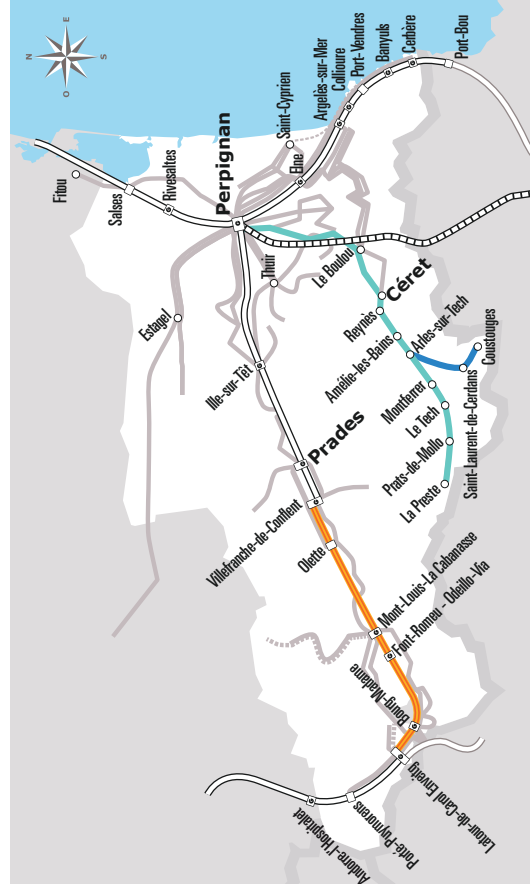 N
E
S
O
Fitou
Salses
Rivesaltes
Perpignan
Saint-Cyprien
Elne
Argelès-sur-Mer
Collioure
Port-Vendres
Banyuls
Cerbère
Port-Bou
Estagel
Thuir
Le Boulou
Céret
Reynès
Amélie-les-Bains
Arles-sur-Tech
Coustouges
Saint-Laurent-de-Cerdans
Montferrer
Le Tech
Prats-de-Mollo
La Preste
Ille-sur-Têt
Prades
Villefranche-de-Conflent
Olette
Mont-Louis-La Cabanasse
Font-Romeu - Odeillo-Via
Bourg-Madame
Latour-de-Carol Enveitg
Porté-Puymorens
Andorre-l'Hospitalet